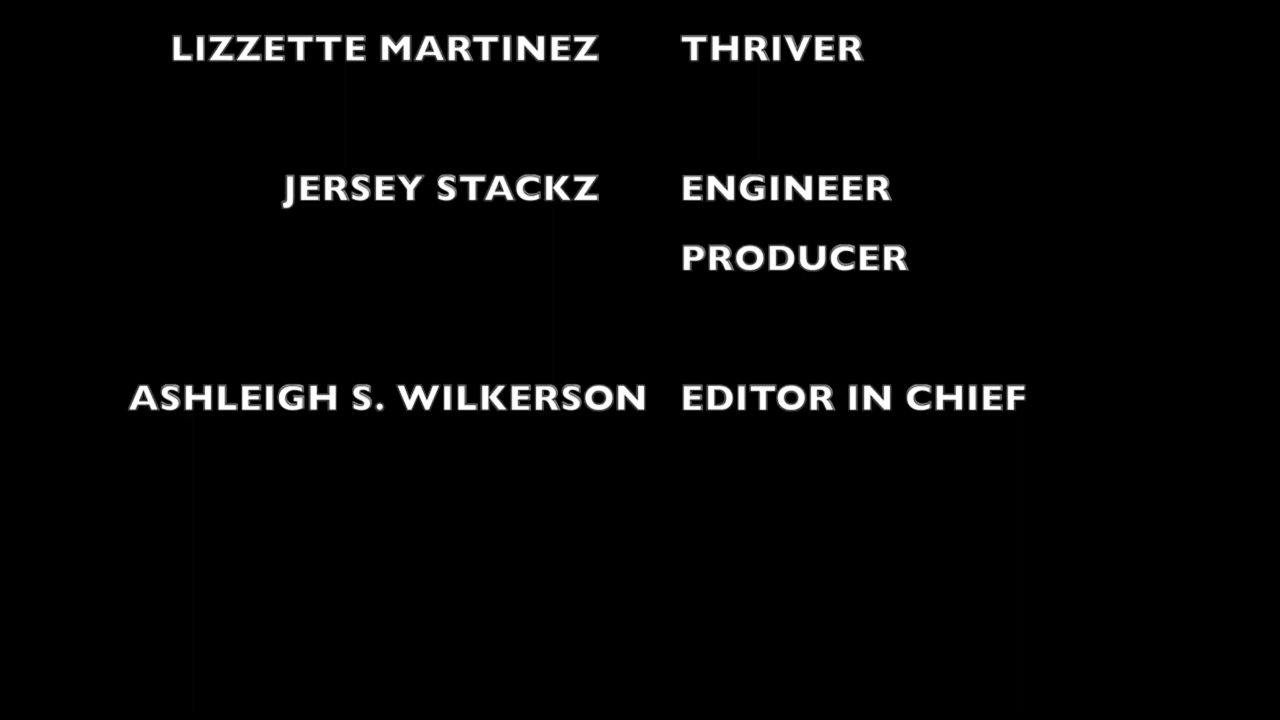 LIZZETTE MARTINEZ THRIVER
JERSEY STACKZ ENGINEER
PRODUCER
ASHLEIGH S. WILKERSON EDITOR IN CHIEF